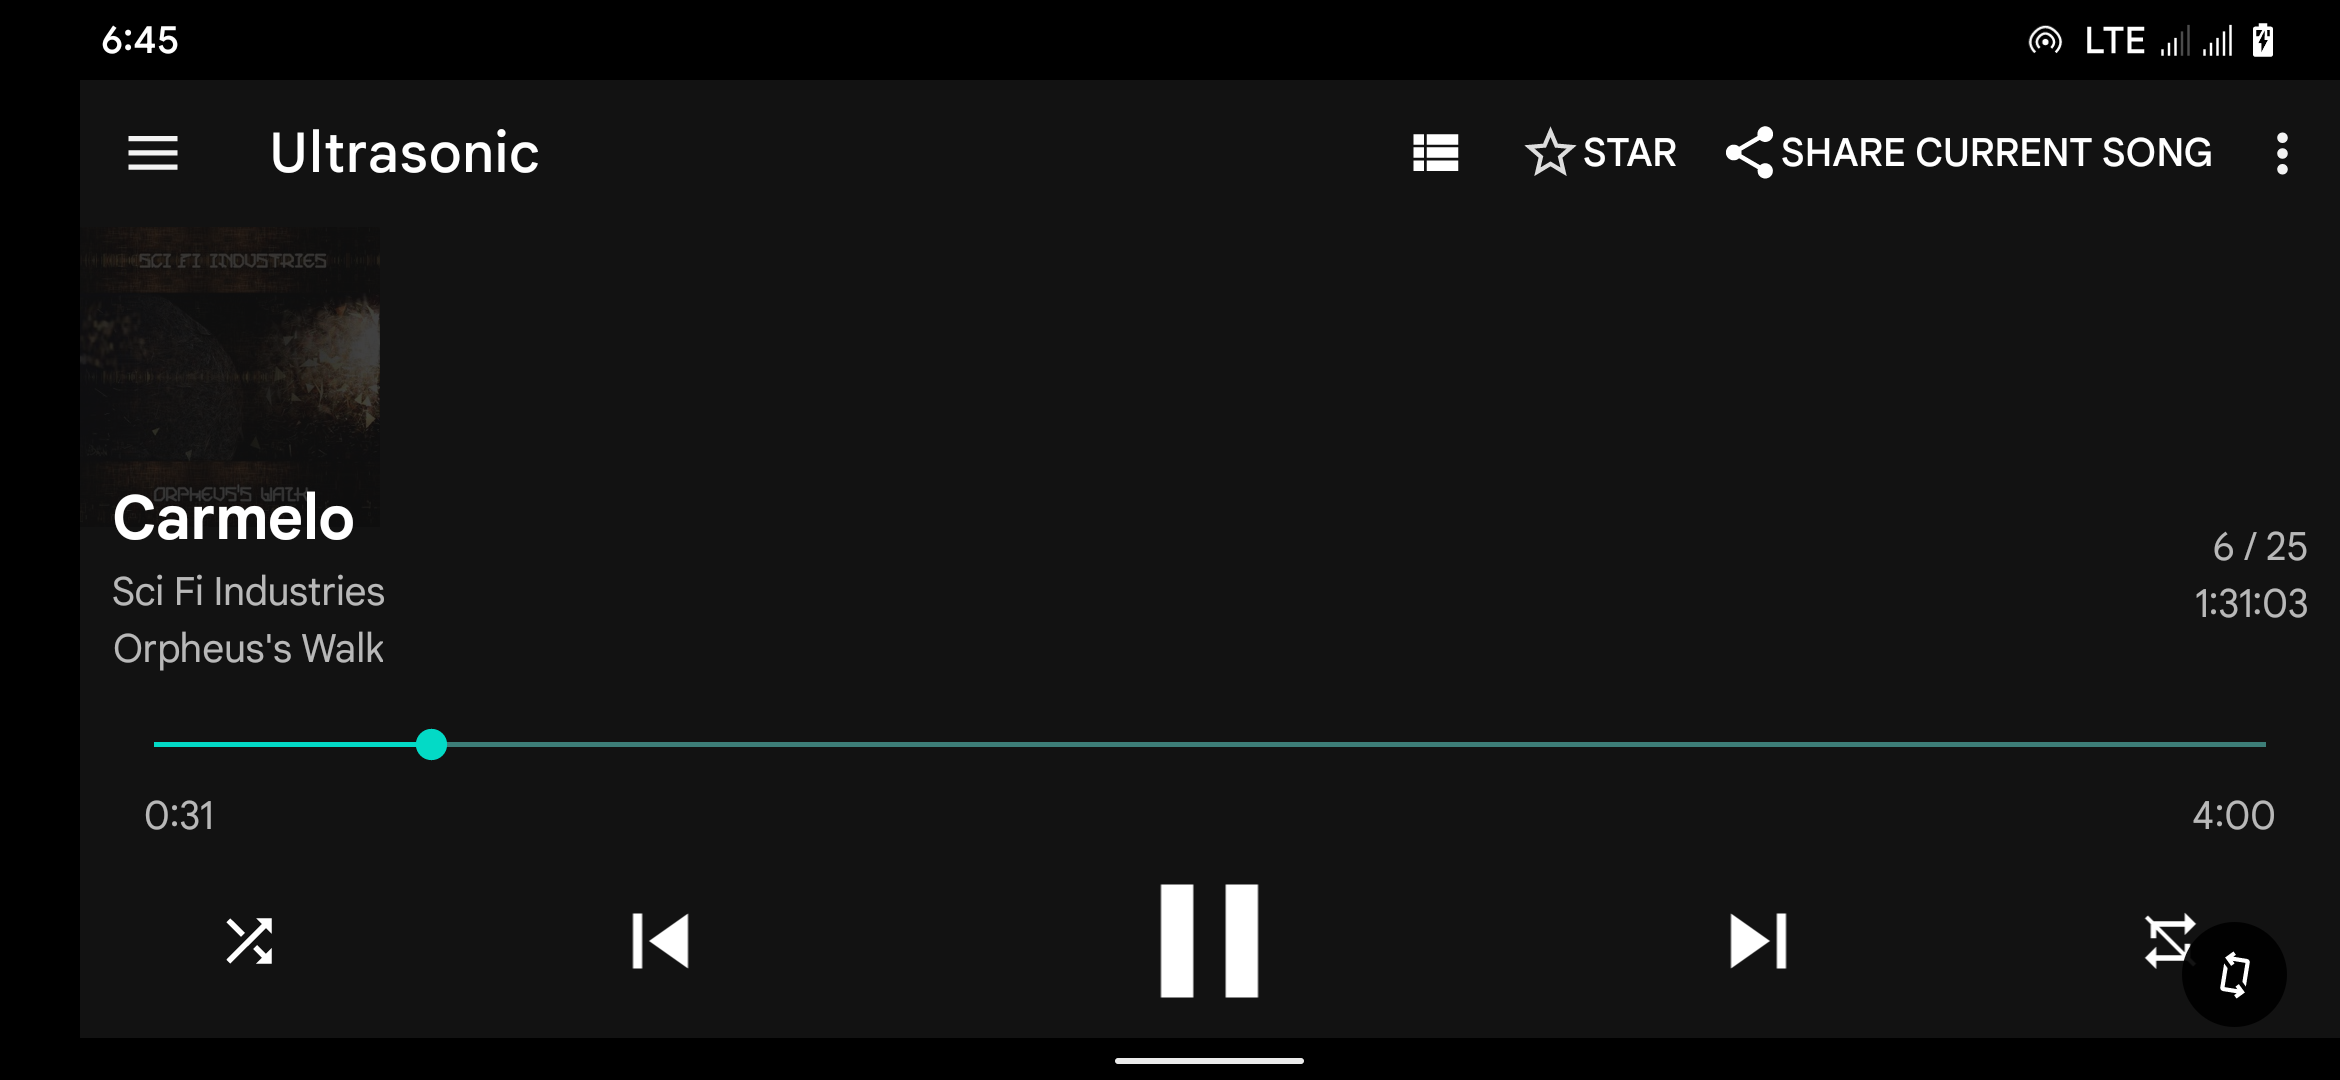 6:45
LTE
71
Ultrasonic
STAR
SHARE CURRENT SONG
SCI FI INDUSTRIES
ORPHEUS'S WALK
Carmelo
Sci Fi Industries
Orpheus's Walk
6 / 25
1:31:03
0:31
4:00